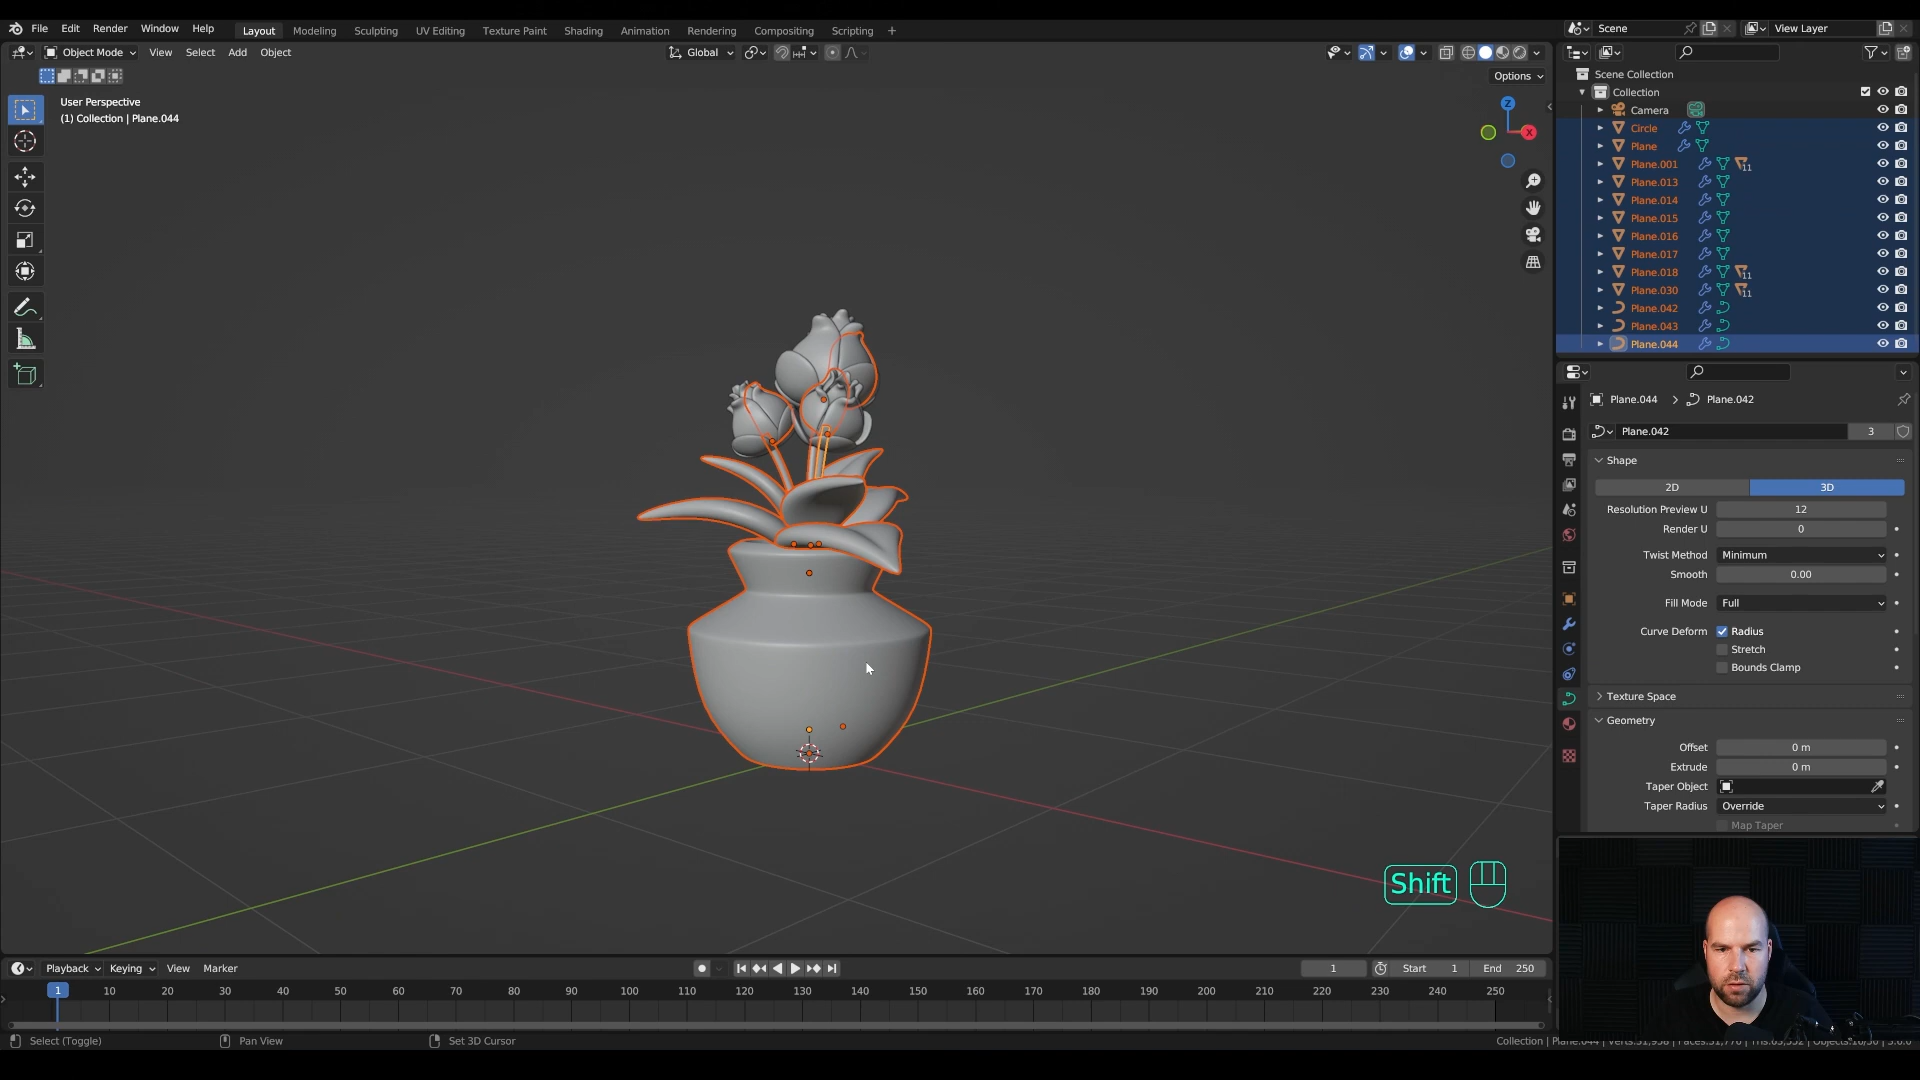 File Edit Render Window Help Layout Modeling Sculpting UV Editing Texture Paint Shading Animation Rendering Compositing Scripting + Scene View Layer
Object Mode View Select Add Object Global
Options
User Perspective
(1) Collection | Plane.044
Z
X
Scene Collection
Collection
Camera
Circle
Plane
Plane.001 11
Plane.013
Plane.014
Plane.015
Plane.016
Plane.017
Plane.018 11
Plane.030 11
Plane.042
Plane.043
Plane.044
Plane.044 > Plane.042
Plane.042 3
Shape
2D 3D
Resolution Preview U 12
Render U 0
Twist Method Minimum
Smooth 0.00
Fill Mode Full
Curve Deform Radius
Stretch
Bounds Clamp
Texture Space
Geometry
Offset 0 m
Extrude 0 m
Taper Object
Taper Radius Override
Map Taper
Shift
Playback Keying View Marker 1 Start 1 End 250
1 10 20 30 40 50 60 70 80 90 100 110 120 130 140 150 160 170 180 190 200 210 220 230 240 250
Select (Toggle) Pan View Set 3D Cursor